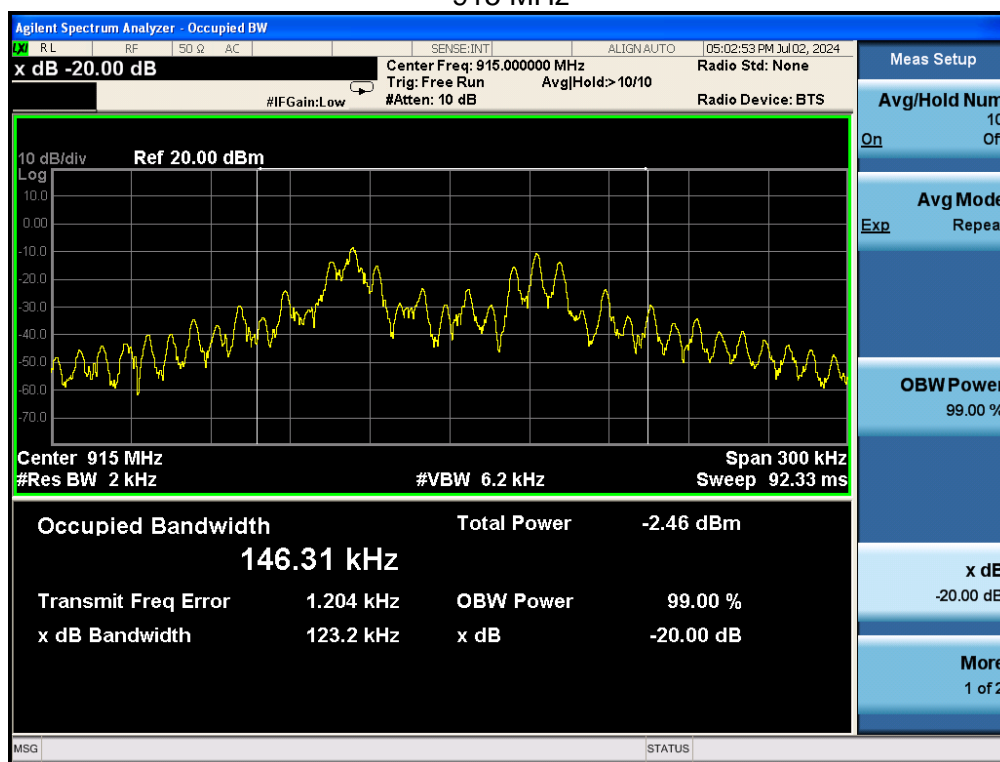 Agilent Spectrum Analyzer - Occupied BW
LXI RL RF 50 Ω AC SENSE:INT ALIGN AUTO 05:02:53 PM Jul 02, 2024
x dB -20.00 dB
Center Freq: 915.000000 MHz Radio Std: None
Trig: Free Run Avg|Hold:> 10/10
#IFGain:Low #Atten: 10 dB Radio Device: BTS
10 dB/div Ref 20.00 dBm
Log
10.0
0.00
-10.0
-20.0
-30.0
-40.0
-50.0
-60.0
-70.0
Center 915 MHz Span 300 kHz
#Res BW 2 kHz #VBW 6.2 kHz Sweep 92.33 ms
Occupied Bandwidth Total Power -2.46 dBm
146.31 kHz
Transmit Freq Error 1.204 kHz OBW Power 99.00 %
x dB Bandwidth 123.2 kHz x dB -20.00 dB
MSG STATUS
Meas Setup
Avg/Hold Num
10
On Of
Avg Mode
Exp Repea
OBW Power
99.00 %
x dB
-20.00 dB
More
1 of 2